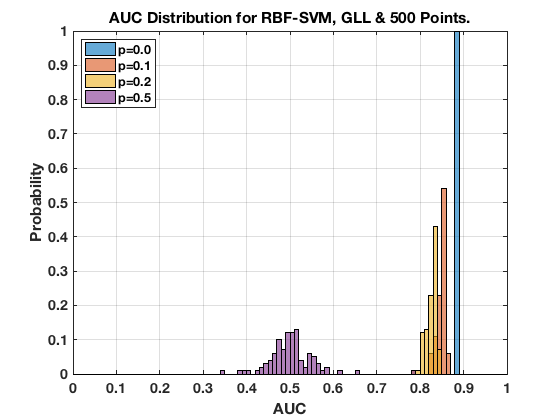 AUC Distribution for RBF-SVM, GLL & 500 Points.
p=0.0
p=0.1
p=0.2
p=0.5
1
0.9
0.8
0.7
0.6
0.5
0.4
0.3
0.2
0.1
0
Probability
0 0.1 0.2 0.3 0.4 0.5 0.6 0.7 0.8 0.9 1
AUC